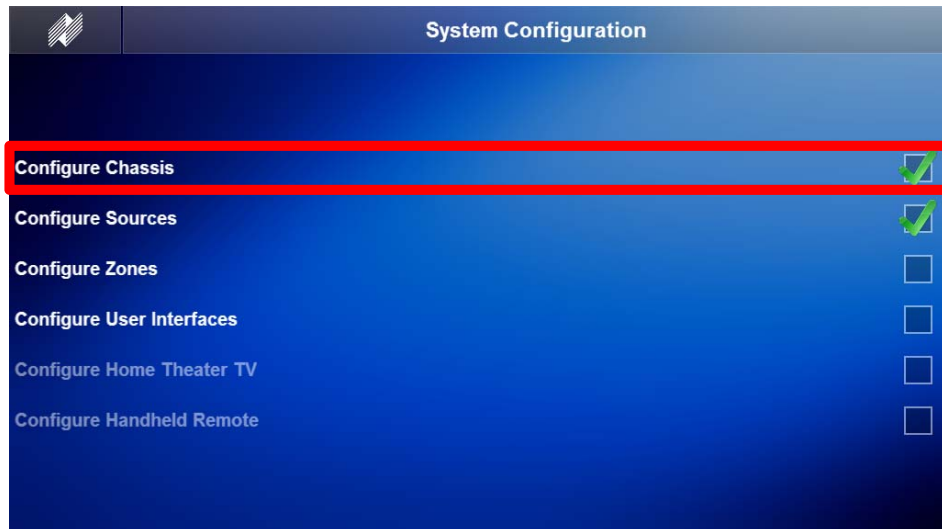 System Configuration
Configure Chassis
Configure Sources
Configure Zones
Configure User Interfaces
Configure Home Theater TV
Configure Handheld Remote